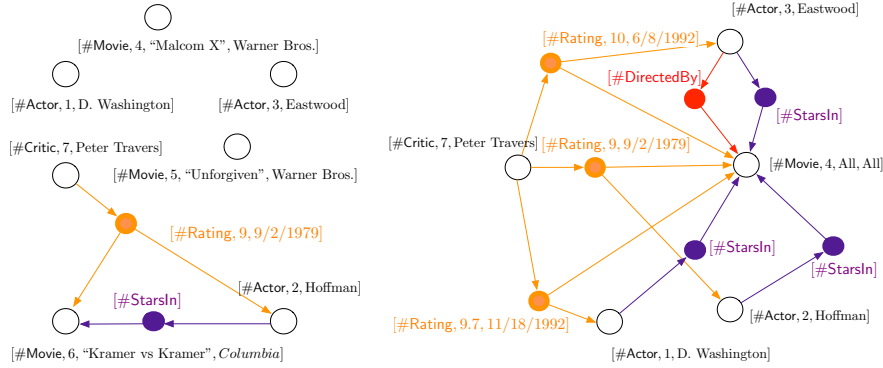 [#Movie, 4, “Malcom X”, Warner Bros.]
[#Actor, 1, D. Washington]
[#Actor, 3, Eastwood]
[#Critic, 7, Peter Travers]
[#Movie, 5, “Unforgiven”, Warner Bros.]
[#Rating, 9, 9/2/1979]
[#Actor, 2, Hoffman]
[#StarsIn]
[#Movie, 6, “Kramer vs Kramer”, Columbia]
[#Actor, 3, Eastwood]
[#Rating, 10, 6/8/1992]
[#DirectedBy]
[#StarsIn]
[#Critic, 7, Peter Travers]
[#Rating, 9, 9/2/1979]
[#Movie, 4, All, All]
[#StarsIn]
[#StarsIn]
[#Rating, 9.7, 11/18/1992]
[#Actor, 2, Hoffman]
[#Actor, 1, D. Washington]